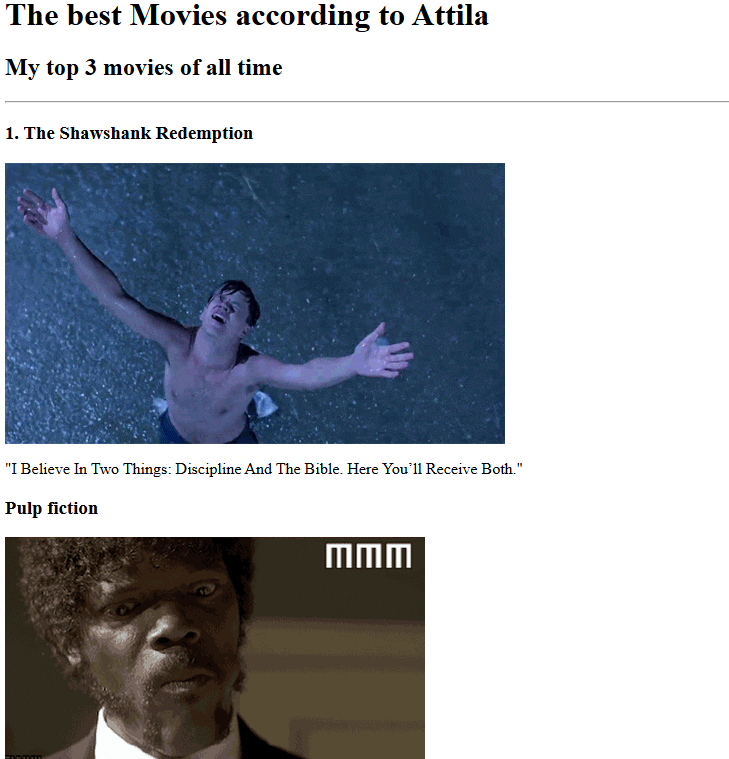 The best Movies according to Attila
My top 3 movies of all time
1. The Shawshank Redemption
"I Believe In Two Things: Discipline And The Bible. Here You’ll Receive Both."
Pulp fiction
mmm